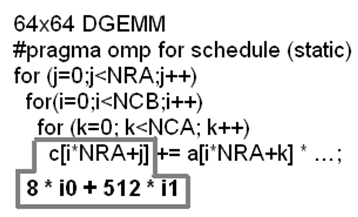 64x64 DGEMM
#pragma omp for schedule (static)
for (j=0;j<NRA;j++)
for(i=0;i<NCB;i++)
for (k=0; k<NCA; k++)
c[i*NRA+j] += a[i*NRA+k] * ...;
8 * i0 + 512 * i1